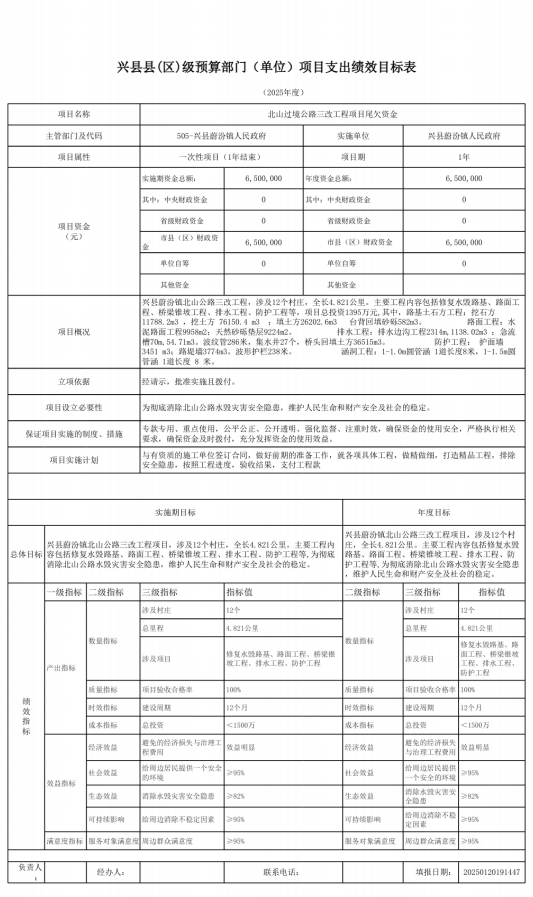 兴县县(区)级预算部门（单位）项目支出绩效目标表
（2025年度）
项目名称 北山过境公路三改工程项目尾欠资金
主管部门及代码 505-兴县蔚汾镇人民政府 实施单位 兴县蔚汾镇人民政府
项目属性 一次性项目（1年结束） 项目期 1年
项目资金
（元）
实施期资金总额： 6,500,000 年度资金总额： 6,500,000
其中：中央财政资金 0 其中：中央财政资金 0
省级财政资金 0 省级财政资金 0
市县（区）财政资金 6,500,000 市县（区）财政资金 6,500,000
单位自筹 0 单位自筹 0
其他资金 其他资金
项目概况
兴县蔚汾镇北山公路三改工程，涉及12个村庄，全长4.821公里。主要工程内容包括修复水毁路基、路面工
程、桥梁锥坡工程、排水工程、防护工程等，项目总投资1395万元,其中，路基土石方工程：挖石方
11788.2m3 ，挖土方 76150.4 m3 ；填土方26202.6m3 台背回填砂砾582m3。 路面工程：水
泥路面工程9958m2；天然砂砾垫层9224m2。 排水工程：排水边沟工程2314m,1138.02m3 ；急流
槽70m,54.71m3。波纹管286米，集水井27个，桥头回填土方36515m3。 防护工程： 护面墙
3451 m3；路堤墙3774m3，波形护栏238米。 涵洞工程：1-1.0m圆管涵 1道长度8米，1-1.5m圆
管涵 1道长度 8 米。
立项依据 经请示，批准实施且拨付。
项目设立必要性 为彻底消除北山公路水毁灾害安全隐患，维护人民生命和财产安全及社会的稳定。
保证项目实施的制度、措施
专款专用、重点使用，公平公正、公开透明、强化监督、注重时效，确保资金的使用安全，严格执行相关
要求，确保资金及时拨付，充分发挥资金的使用效益。
项目实施计划
与有资质的施工单位签订合同，做好前期的准备工作，就各项具体工程，做精做细，打造精品工程，排除
安全隐患，按照工程进度，验收结果，支付工程款
实施期目标 年度目标
总体目标
兴县蔚汾镇北山公路三改工程项目，涉及12个村庄，全长4.821公里。主要工程内
容包括修复水毁路基、路面工程、桥梁锥坡工程、排水工程、防护工程等,为彻底
消除北山公路水毁灾害安全隐患，维护人民生命和财产安全及社会的稳定。
兴县蔚汾镇北山公路三改工程项目，涉及12个村
庄，全长4.821公里。主要工程内容包括修复水毁
路基、路面工程、桥梁锥坡工程、排水工程、防
护工程等,为彻底消除北山公路水毁灾害安全隐患
，维护人民生命和财产安全及社会的稳定。
绩效指标
一级指标 二级指标 三级指标 指标值 二级指标 三级指标 指标值
产出指标
数量指标 涉及村庄 12个 数量指标 涉及村庄 12个
总里程 4.821公里 总里程 4.821公里
涉及项目 修复水毁路基、路面工程、桥梁锥
坡工程、排水工程、防护工程
涉及项目 修复水毁路基、路
面工程、桥梁锥坡
工程、排水工程、
防护工程
质量指标 项目验收合格率 100% 质量指标 项目验收合格率 100%
时效指标 建设周期 12个月 时效指标 建设周期 12个月
成本指标 总投资 <1500万 成本指标 总投资 <1500万
效益指标
经济效益 避免的经济损失与治理工
程费用 效益明显 经济效益 避免的经济损失
与治理工程费用 效益明显
社会效益 给周边居民提供一个安全
的环境 ≥95% 社会效益 给周边居民提供
一个安全的环境 ≥95%
生态效益 消除水毁灾害安全隐患 ≥82% 生态效益 消除水毁灾害安
全隐患 ≥82%
可持续影响 给周边消除不稳定因素 ≥95% 可持续影响 给周边消除不稳
定因素 ≥95%
满意度指标 服务对象满意度 周边群众满意度 ≥95% 服务对象满意度 周边群众满意度 ≥95%
负责人： 经办人： 联系电话： 填报日期： 20250120191447